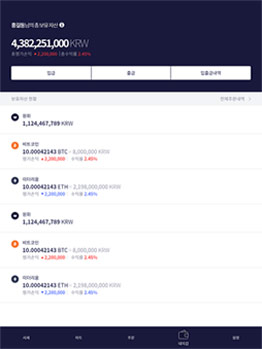 홍길동님의 총 보유 자산
4,382,251,000 KRW
총 평가손익 ▲2,200,000 (총수익률 2.45%)
입금
출금
입출금내역
보유자산 현황
전체주문내역 >
원화
1,124,467,789 KRW
비트코인
10.00042143 BTC ≈ 8,000,000 KRW
평가손익 ▲2,200,000 수익률 2.45%
이더리움
10.00042143 ETH ≈ 2,298,000,000 KRW
평가손익 ▼2,200,000 수익률 2.45%
원화
1,124,467,789 KRW
비트코인
10.00042143 BTC ≈ 8,000,000 KRW
평가손익 ▲2,200,000 수익률 2.45%
이더리움
10.00042143 ETH ≈ 2,298,000,000 KRW
평가손익 ▼2,200,000 수익률 2.45%
시세
차트
주문
내지갑
설정